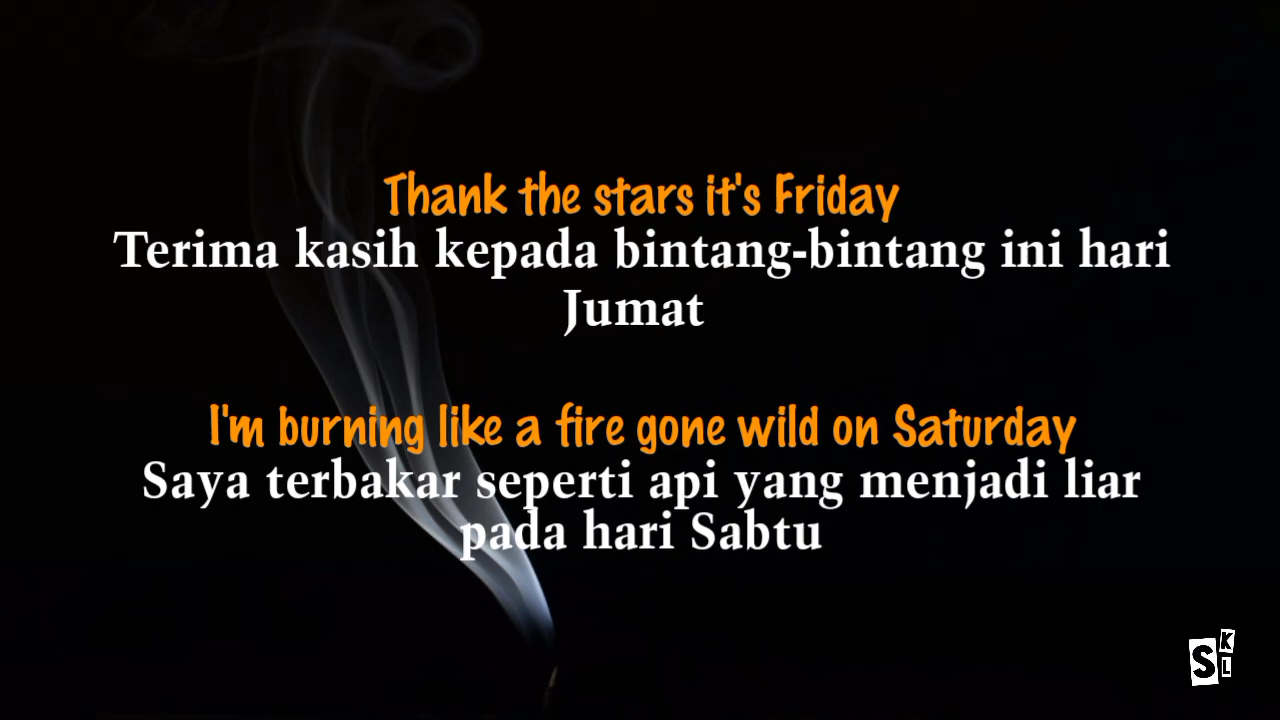 Thank the stars it's Friday
Terima kasih kepada bintang-bintang ini hari
Jumat
I'm burning like a fire gone wild on Saturday
Saya terbakar seperti api yang menjadi liar
pada hari Sabtu
SKL